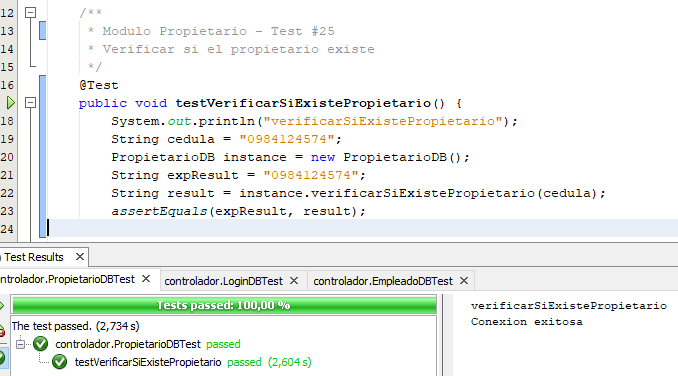 12 /**
13 * Modulo Propietario - Test #25
14 * Verificar si el propietario existe
15 */
16 @Test
public void testVerificarSiExistePropietario() {
18 System.out.println("verificarSiExistePropietario");
19 String cedula = "0984124574";
20 PropietarioDB instance = new PropietarioDB();
21 String expResult = "0984124574";
22 String result = instance.verificarSiExistePropietario(cedula);
23 assertEquals(expResult, result);
24
Test Results
ntrolador.PropietarioDBTest controlador.LoginDBTest controlador.EmpleadoDBTest
Tests passed: 100,00 %
The test passed. (2,734 s)
controlador.PropietarioDBTest passed
testVerificarSiExistePropietario passed (2,604 s)
verificarSiExistePropietario
Conexion exitosa